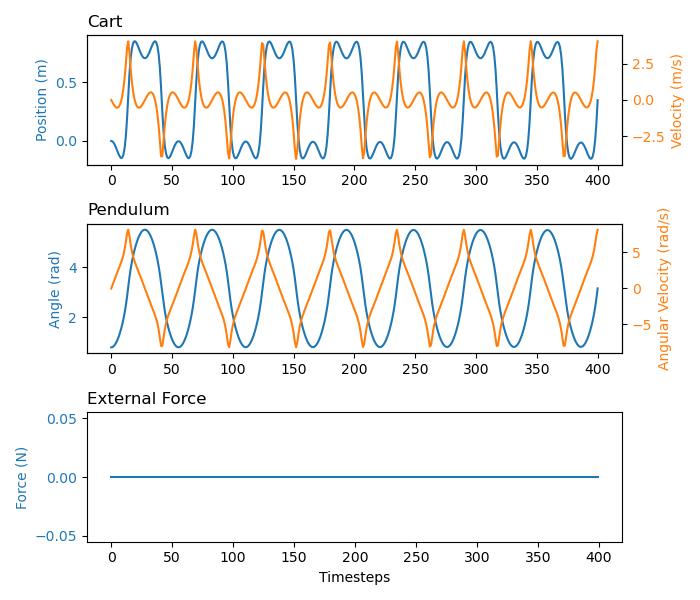 Cart
Position (m)
0.5
0.0
2.5
0.0
−2.5
Velocity (m/s)
0 50 100 150 200 250 300 350 400
Pendulum
Angle (rad)
4
2
5
0
−5
Angular Velocity (rad/s)
0 50 100 150 200 250 300 350 400
External Force
Force (N)
0.05
0.00
−0.05
0 50 100 150 200 250 300 350 400
Timesteps